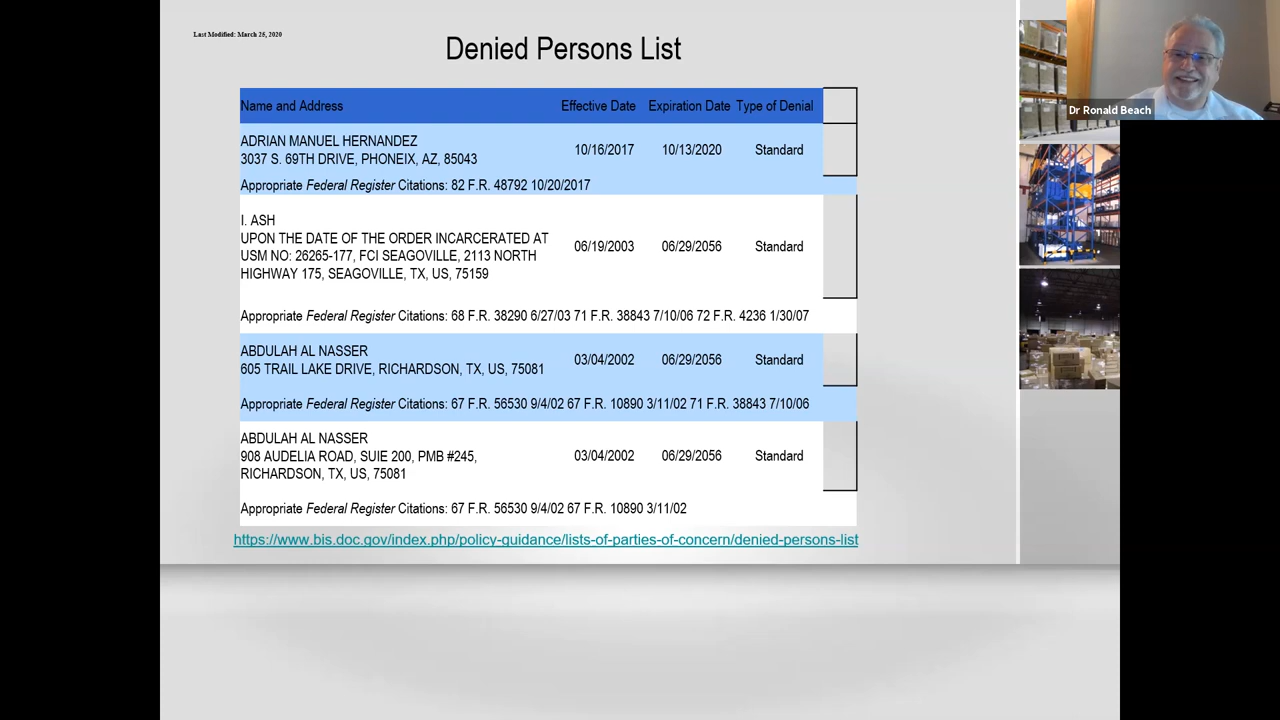 Last Modified: March 26, 2020
Denied Persons List
Name and Address Effective Date Expiration Date Type of Denial
ADRIAN MANUEL HERNANDEZ
3037 S. 69TH DRIVE, PHONEIX, AZ, 85043
10/16/2017 10/13/2020 Standard
Appropriate Federal Register Citations: 82 F.R. 48792 10/20/2017
I. ASH
UPON THE DATE OF THE ORDER INCARCERATED AT
USM NO: 26265-177, FCI SEAGOVILLE, 2113 NORTH
HIGHWAY 175, SEAGOVILLE, TX, US, 75159
06/19/2003 06/29/2056 Standard
Appropriate Federal Register Citations: 68 F.R. 38290 6/27/03 71 F.R. 38843 7/10/06 72 F.R. 4236 1/30/07
ABDULAH AL NASSER
605 TRAIL LAKE DRIVE, RICHARDSON, TX, US, 75081
03/04/2002 06/29/2056 Standard
Appropriate Federal Register Citations: 67 F.R. 56530 9/4/02 67 F.R. 10890 3/11/02 71 F.R. 38843 7/10/06
ABDULAH AL NASSER
908 AUDELIA ROAD, SUIE 200, PMB #245,
RICHARDSON, TX, US, 75081
03/04/2002 06/29/2056 Standard
Appropriate Federal Register Citations: 67 F.R. 56530 9/4/02 67 F.R. 10890 3/11/02
https://www.bis.doc.gov/index.php/policy-guidance/lists-of-parties-of-concern/denied-persons-list
Dr Ronald Beach